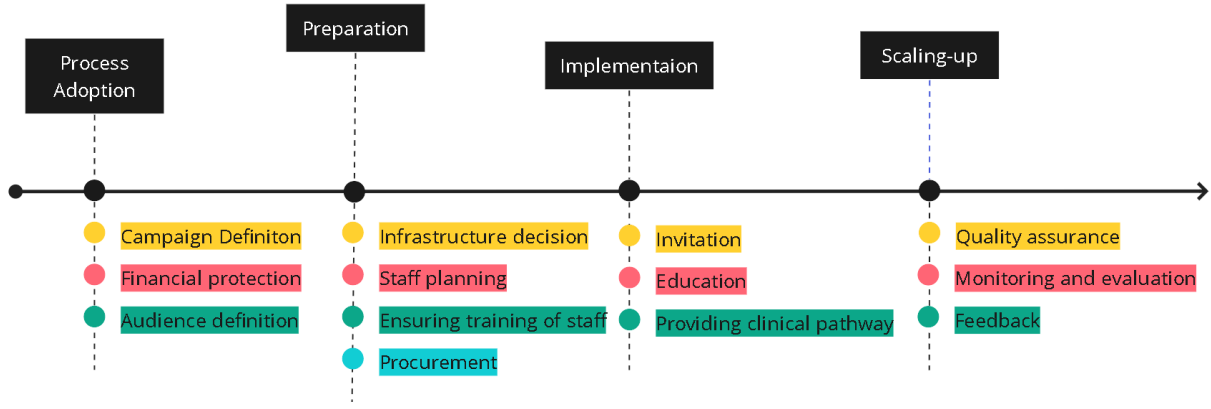 Process
Adoption
Preparation
Implementaion
Scaling-up
Campaign Definiton
Financial protection
Audience definition
Infrastructure decision
Staff planning
Ensuring training of staff
Procurement
Invitation
Education
Providing clinical pathway
Quality assurance
Monitoring and evaluation
Feedback